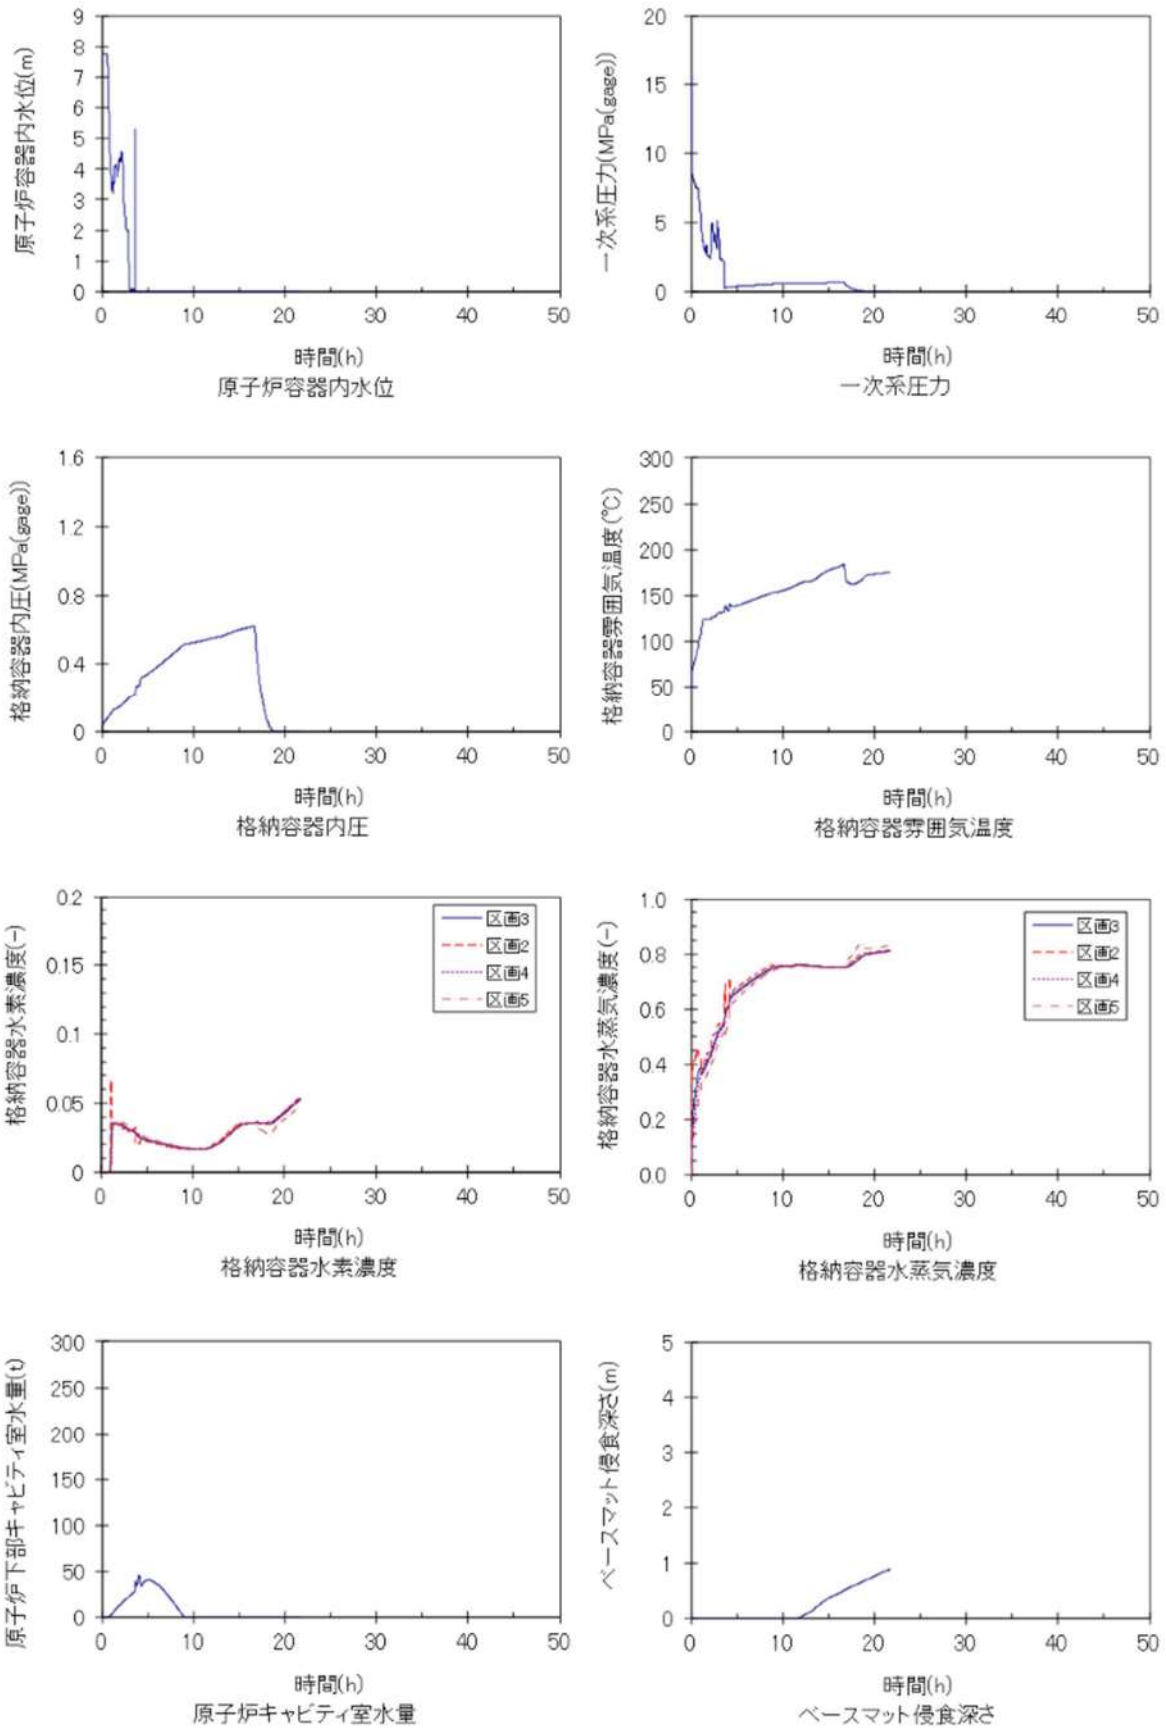 原子炉容器内水位(m)
9
8
7
6
5
4
3
2
1
0
0 10 20 30 40 50
時間(h)
原子炉容器内水位
一次系圧力(MPa(gage))
20
15
10
5
0
0 10 20 30 40 50
時間(h)
一次系圧力
格納容器内圧(MPa(gage))
1.6
1.2
0.8
0.4
0
0 10 20 30 40 50
時間(h)
格納容器内圧
格納容器雰囲気温度(℃)
300
250
200
150
100
50
0
0 10 20 30 40 50
時間(h)
格納容器雰囲気温度
格納容器水素濃度(-)
0.2
0.15
0.1
0.05
0
区画3
区画2
区画4
区画5
0 10 20 30 40 50
時間(h)
格納容器水素濃度
格納容器水蒸気濃度(-)
1.0
0.8
0.6
0.4
0.2
0.0
区画3
区画2
区画4
区画5
0 10 20 30 40 50
時間(h)
格納容器水蒸気濃度
原子炉下部キャビティ室水量(t)
300
250
200
150
100
50
0
0 10 20 30 40 50
時間(h)
原子炉キャビティ室水量
ベースマット侵食深さ(m)
5
4
3
2
1
0
0 10 20 30 40 50
時間(h)
ベースマット侵食深さ